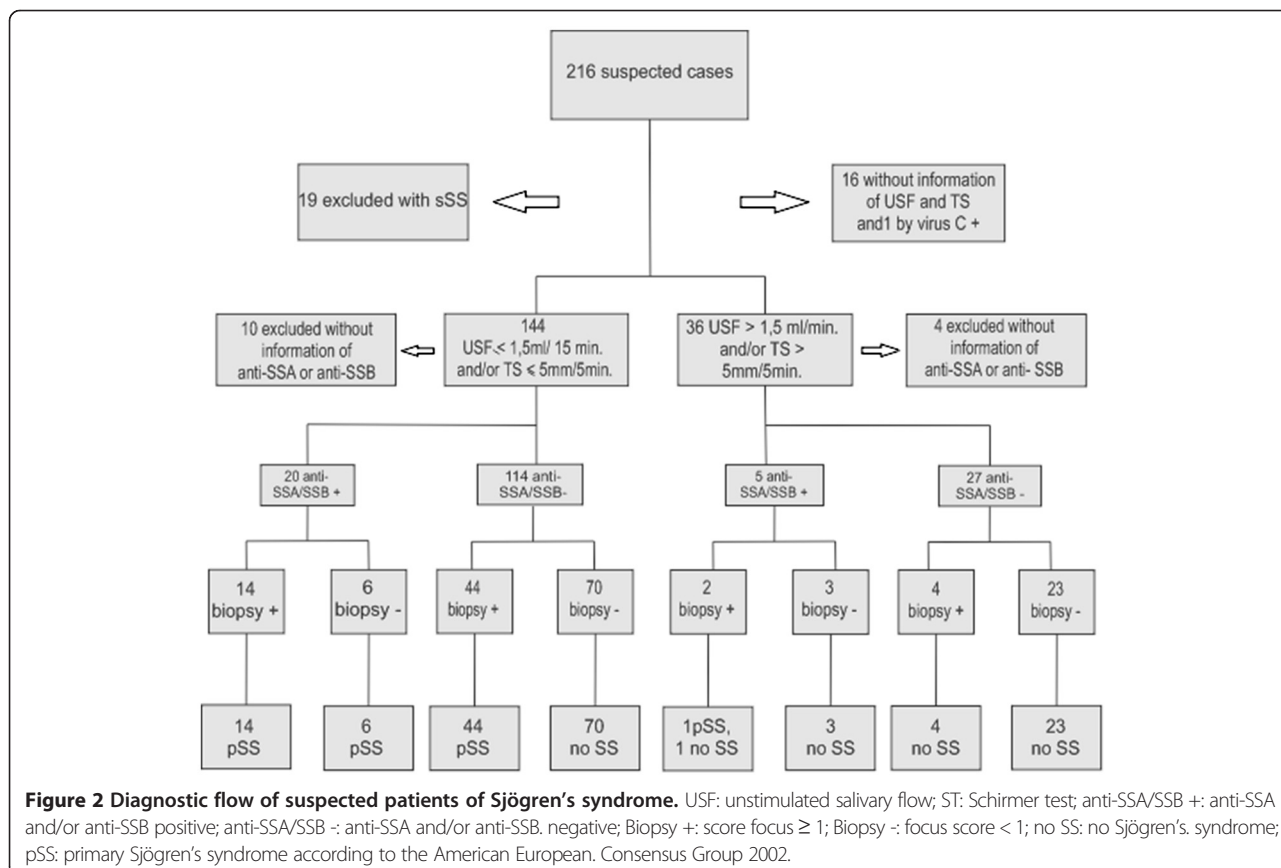 216 suspected cases
19 excluded with sSS
16 without information
of USF and TS
and1 by virus C +
10 excluded without
information of
anti-SSA or anti-SSB
144
USF⩽ 1,5ml/ 15 min.
and/or TS ⩽ 5mm/5min.
36 USF > 1,5 ml/min.
and/or TS >
5mm/5min.
4 excluded without
information of
anti-SSA or anti- SSB
20 anti-
SSA/SSB +
114 anti-
SSA/SSB-
5 anti-
SSA/SSB +
27 anti-
SSA/SSB -
14
biopsy +
6
biopsy -
44
biopsy +
70
biopsy -
2
biopsy +
3
biopsy -
4
biopsy +
23
biopsy -
14
pSS
6
pSS
44
pSS
70
no SS
1pSS,
1 no SS
3
no SS
4
no SS
23
no SS
Figure 2 Diagnostic flow of suspected patients of Sjögren's syndrome. USF: unstimulated salivary flow; ST: Schirmer test; anti-SSA/SSB +: anti-SSA
and/or anti-SSB positive; anti-SSA/SSB -: anti-SSA and/or anti-SSB. negative; Biopsy +: score focus ≥ 1; Biopsy -: focus score < 1; no SS: no Sjögren's. syndrome;
pSS: primary Sjögren's syndrome according to the American European. Consensus Group 2002.